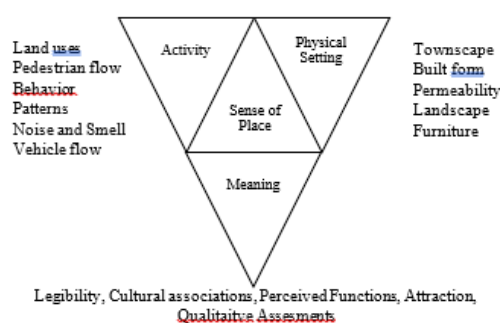 Land uses
Pedestrian flow
Behavior
Patterns
Noise and Smell
Vehicle flow
Activity
Physical
Setting
Sense of
Place
Meaning
Townscape
Built form
Permeability
Landscape
Furniture
Legibility, Cultural associations, Perceived Functions, Attraction,
Qualitaitve Assesments